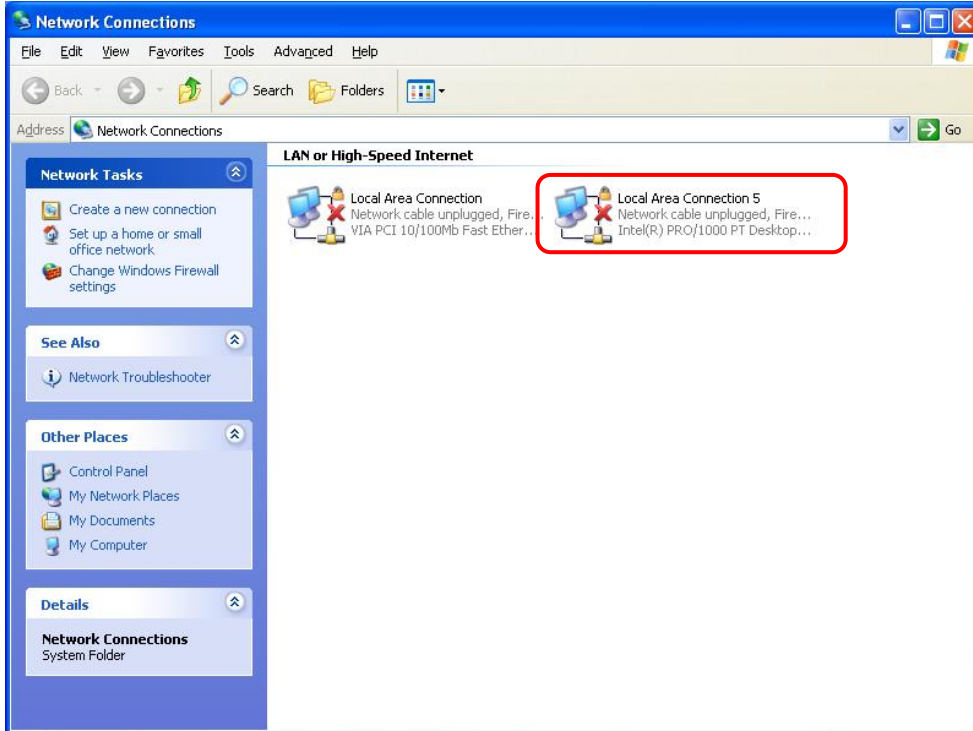 Network Connections
File Edit View Favorites Tools Advanced Help
Back Search Folders
Address Network Connections Go
Network Tasks
Create a new connection
Set up a home or small
office network
Change Windows Firewall
settings
See Also
Network Troubleshooter
Other Places
Control Panel
My Network Places
My Documents
My Computer
Details
Network Connections
System Folder
LAN or High-Speed Internet
Local Area Connection
Network cable unplugged, Fire...
VIA PCI 10/100Mb Fast Ether...
Local Area Connection 5
Network cable unplugged, Fire...
Intel(R) PRO/1000 PT Desktop...